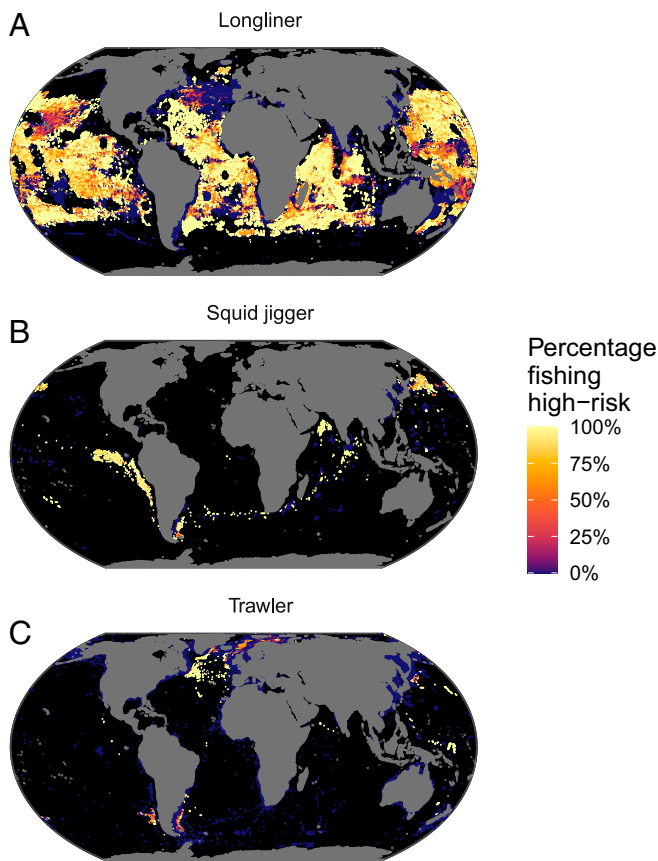 A
Longliner
B
Squid jigger
Percentage
fishing
high−risk
100%
75%
50%
25%
0%
C
Trawler